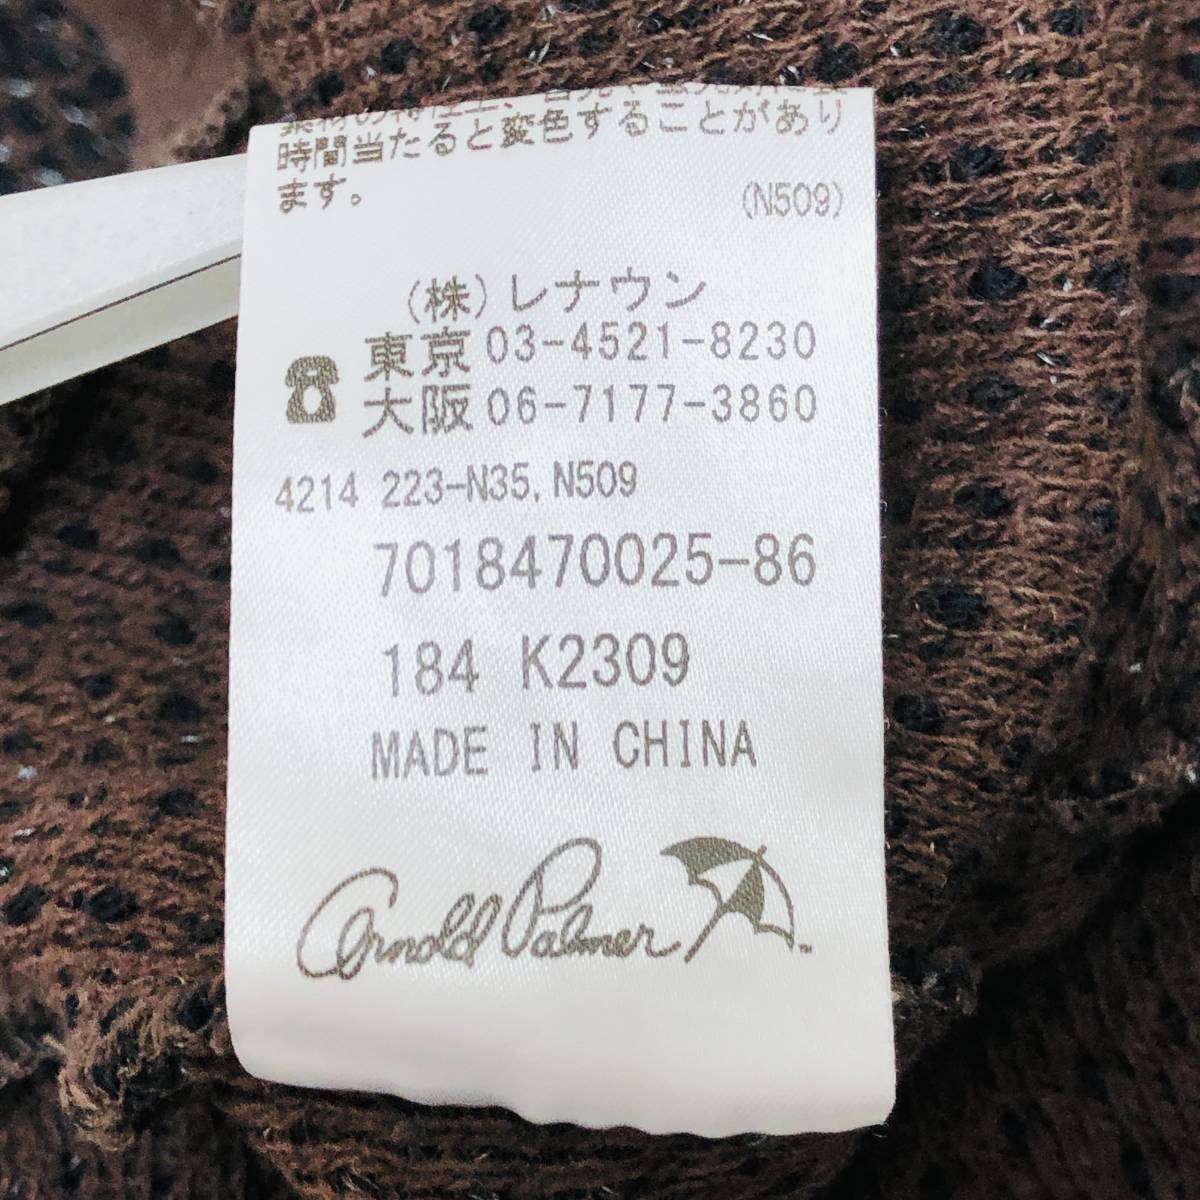 時間当たると変色することがあり
ます。
(N509)
(株)レナウン
東京 03-4521-8230
大阪 06-7177-3860
4214 223-N35, N509
7018470025-86
184 K2309
MADE IN CHINA
Arnold Palmer